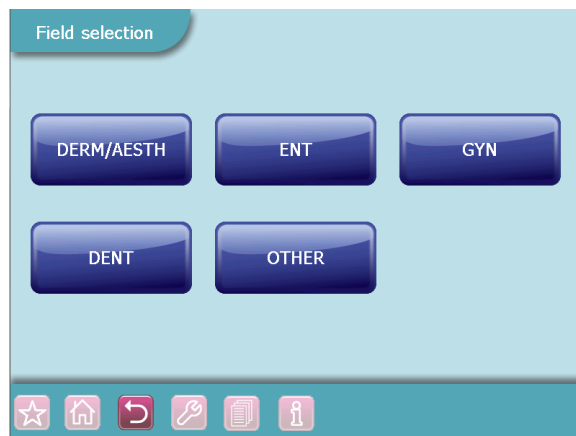 Field selection
DERM/AESTH
ENT
GYN
DENT
OTHER